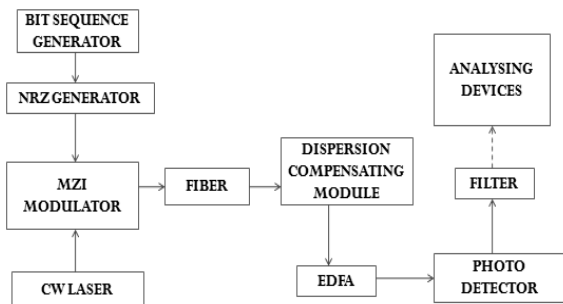 BIT SEQUENCE
GENERATOR
NRZ GENERATOR
MZI
MODULATOR
CW LASER
FIBER
DISPERSION
COMPENSATING
MODULE
EDFA
PHOTO
DETECTOR
FILTER
ANALYSING
DEVICES